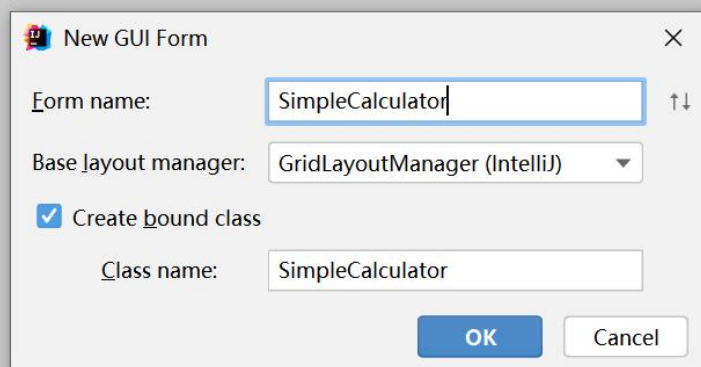 New GUI Form
Form name: SimpleCalculator
Base layout manager: GridLayoutManager (IntelliJ)
Create bound class
Class name: SimpleCalculator
OK Cancel